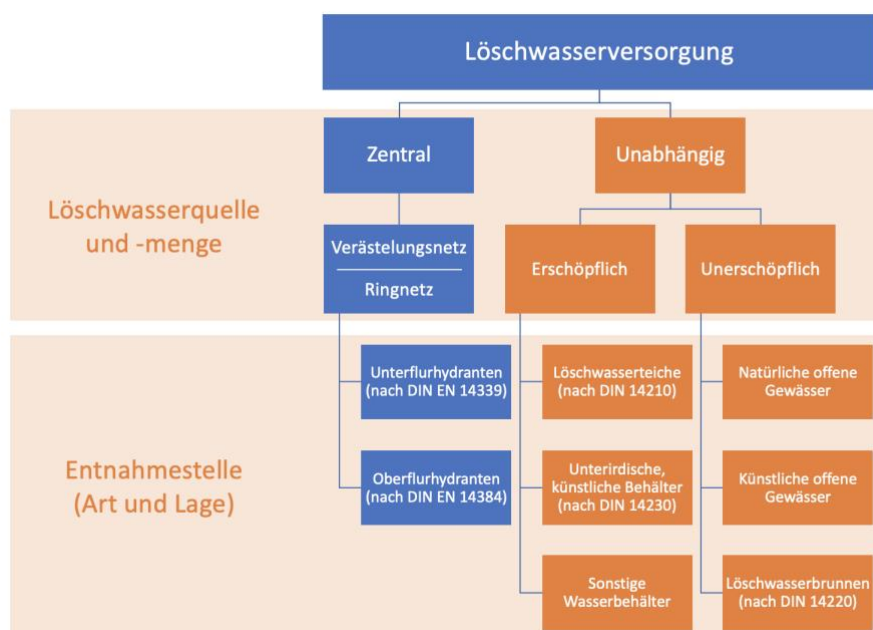 Löschwasserversorgung
Löschwasserquelle
und -menge
Zentral
Unabhängig
Verästelungsnetz
Ringnetz
Erschöpflich
Unerschöpflich
Entnahmestelle
(Art und Lage)
Unterflurhydranten
(nach DIN EN 14339)
Oberflurhydranten
(nach DIN EN 14384)
Löschwasserteiche
(nach DIN 14210)
Unterirdische,
künstliche Behälter
(nach DIN 14230)
Sonstige
Wasserbehälter
Natürliche offene
Gewässer
Künstliche offene
Gewässer
Löschwasserbrunnen
(nach DIN 14220)